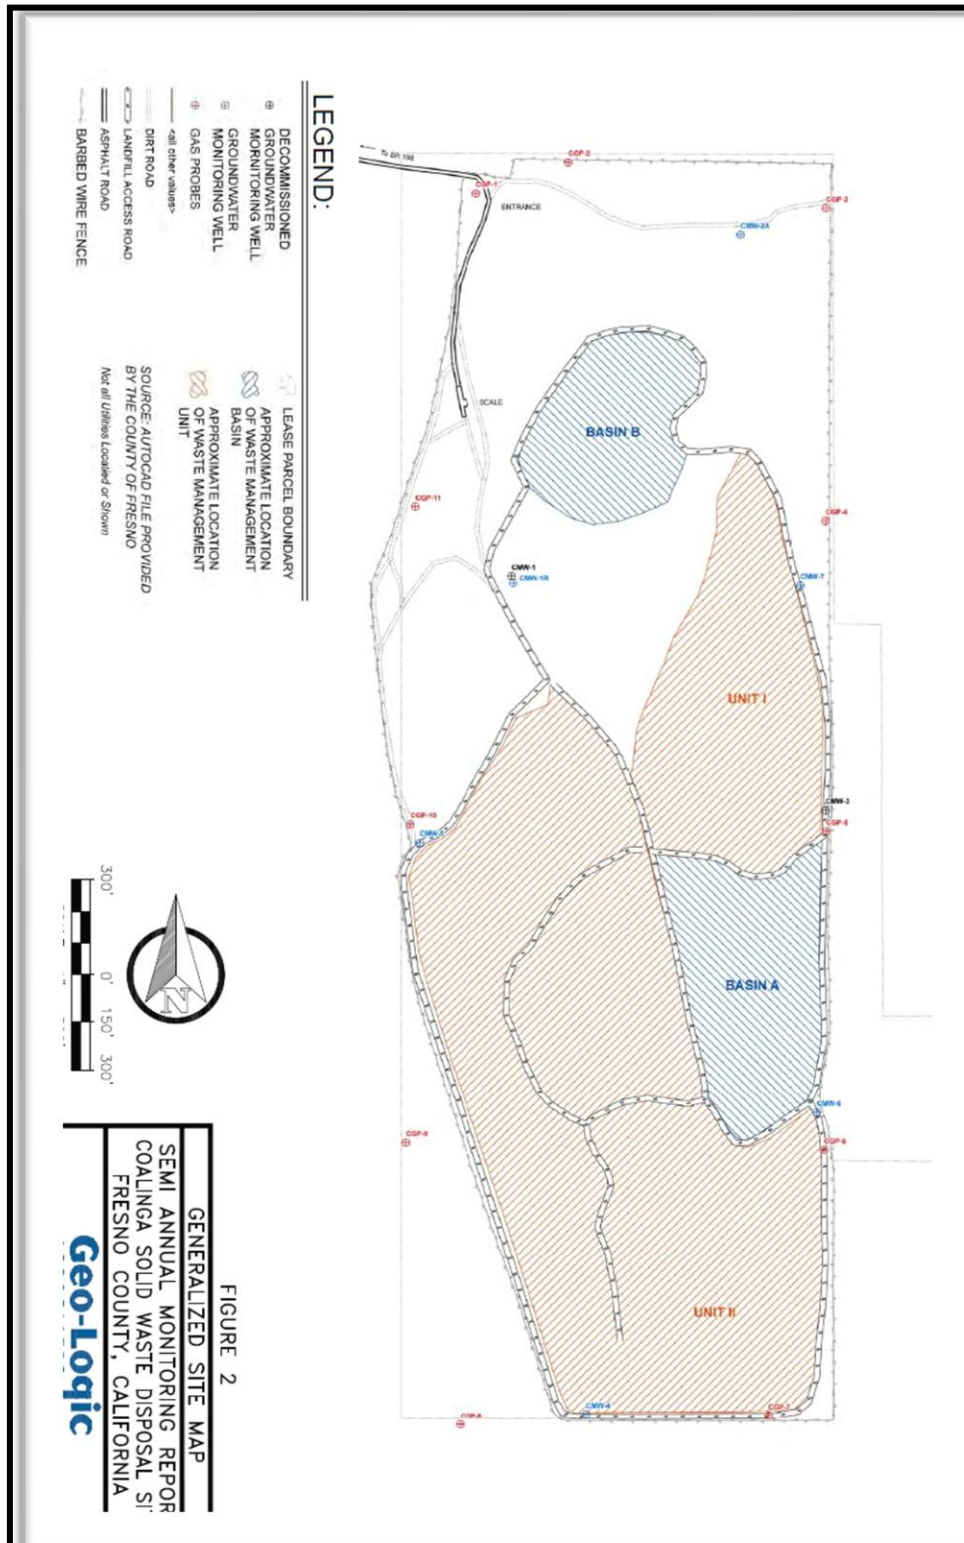 LEGEND:
DECOMMISSIONED
GROUNDWATER
MORNITORING WELL
GROUNDWATER
MONITORING WELL
GAS PROBES
<all other values>
DIRT ROAD
LANDFILL ACCESS ROAD
ASPHALT ROAD
BARBED WIRE FENCE
LEASE PARCEL BOUNDARY
APPROXIMATE LOCATION
OF WASTE MANAGEMENT
BASIN
APPROXIMATE LOCATION
OF WASTE MANAGEMENT
UNIT
SOURCE: AUTOCAD FILE PROVIDED
BY THE COUNTY OF FRESNO
Not all Utilities Located or Shown
To SR-198
CGP-1
ENTRANCE
CGP-2
CGP-3
CMW-2A
SCALE
BASIN B
CGP-11
CMW-1
CMW-1R
CGP-4
CMW-7
UNIT I
CMW-3
CGP-5
CGP-10
BASIN A
CMW-6
CGP-6
CGP-9
UNIT II
CGP-8
CMW-4
CGP-7
N
300' 0' 150' 300'
FIGURE 2
GENERALIZED SITE MAP
SEMI ANNUAL MONITORING REPOR
COALINGA SOLID WASTE DISPOSAL SI
FRESNO COUNTY, CALIFORNIA
Geo-Logic